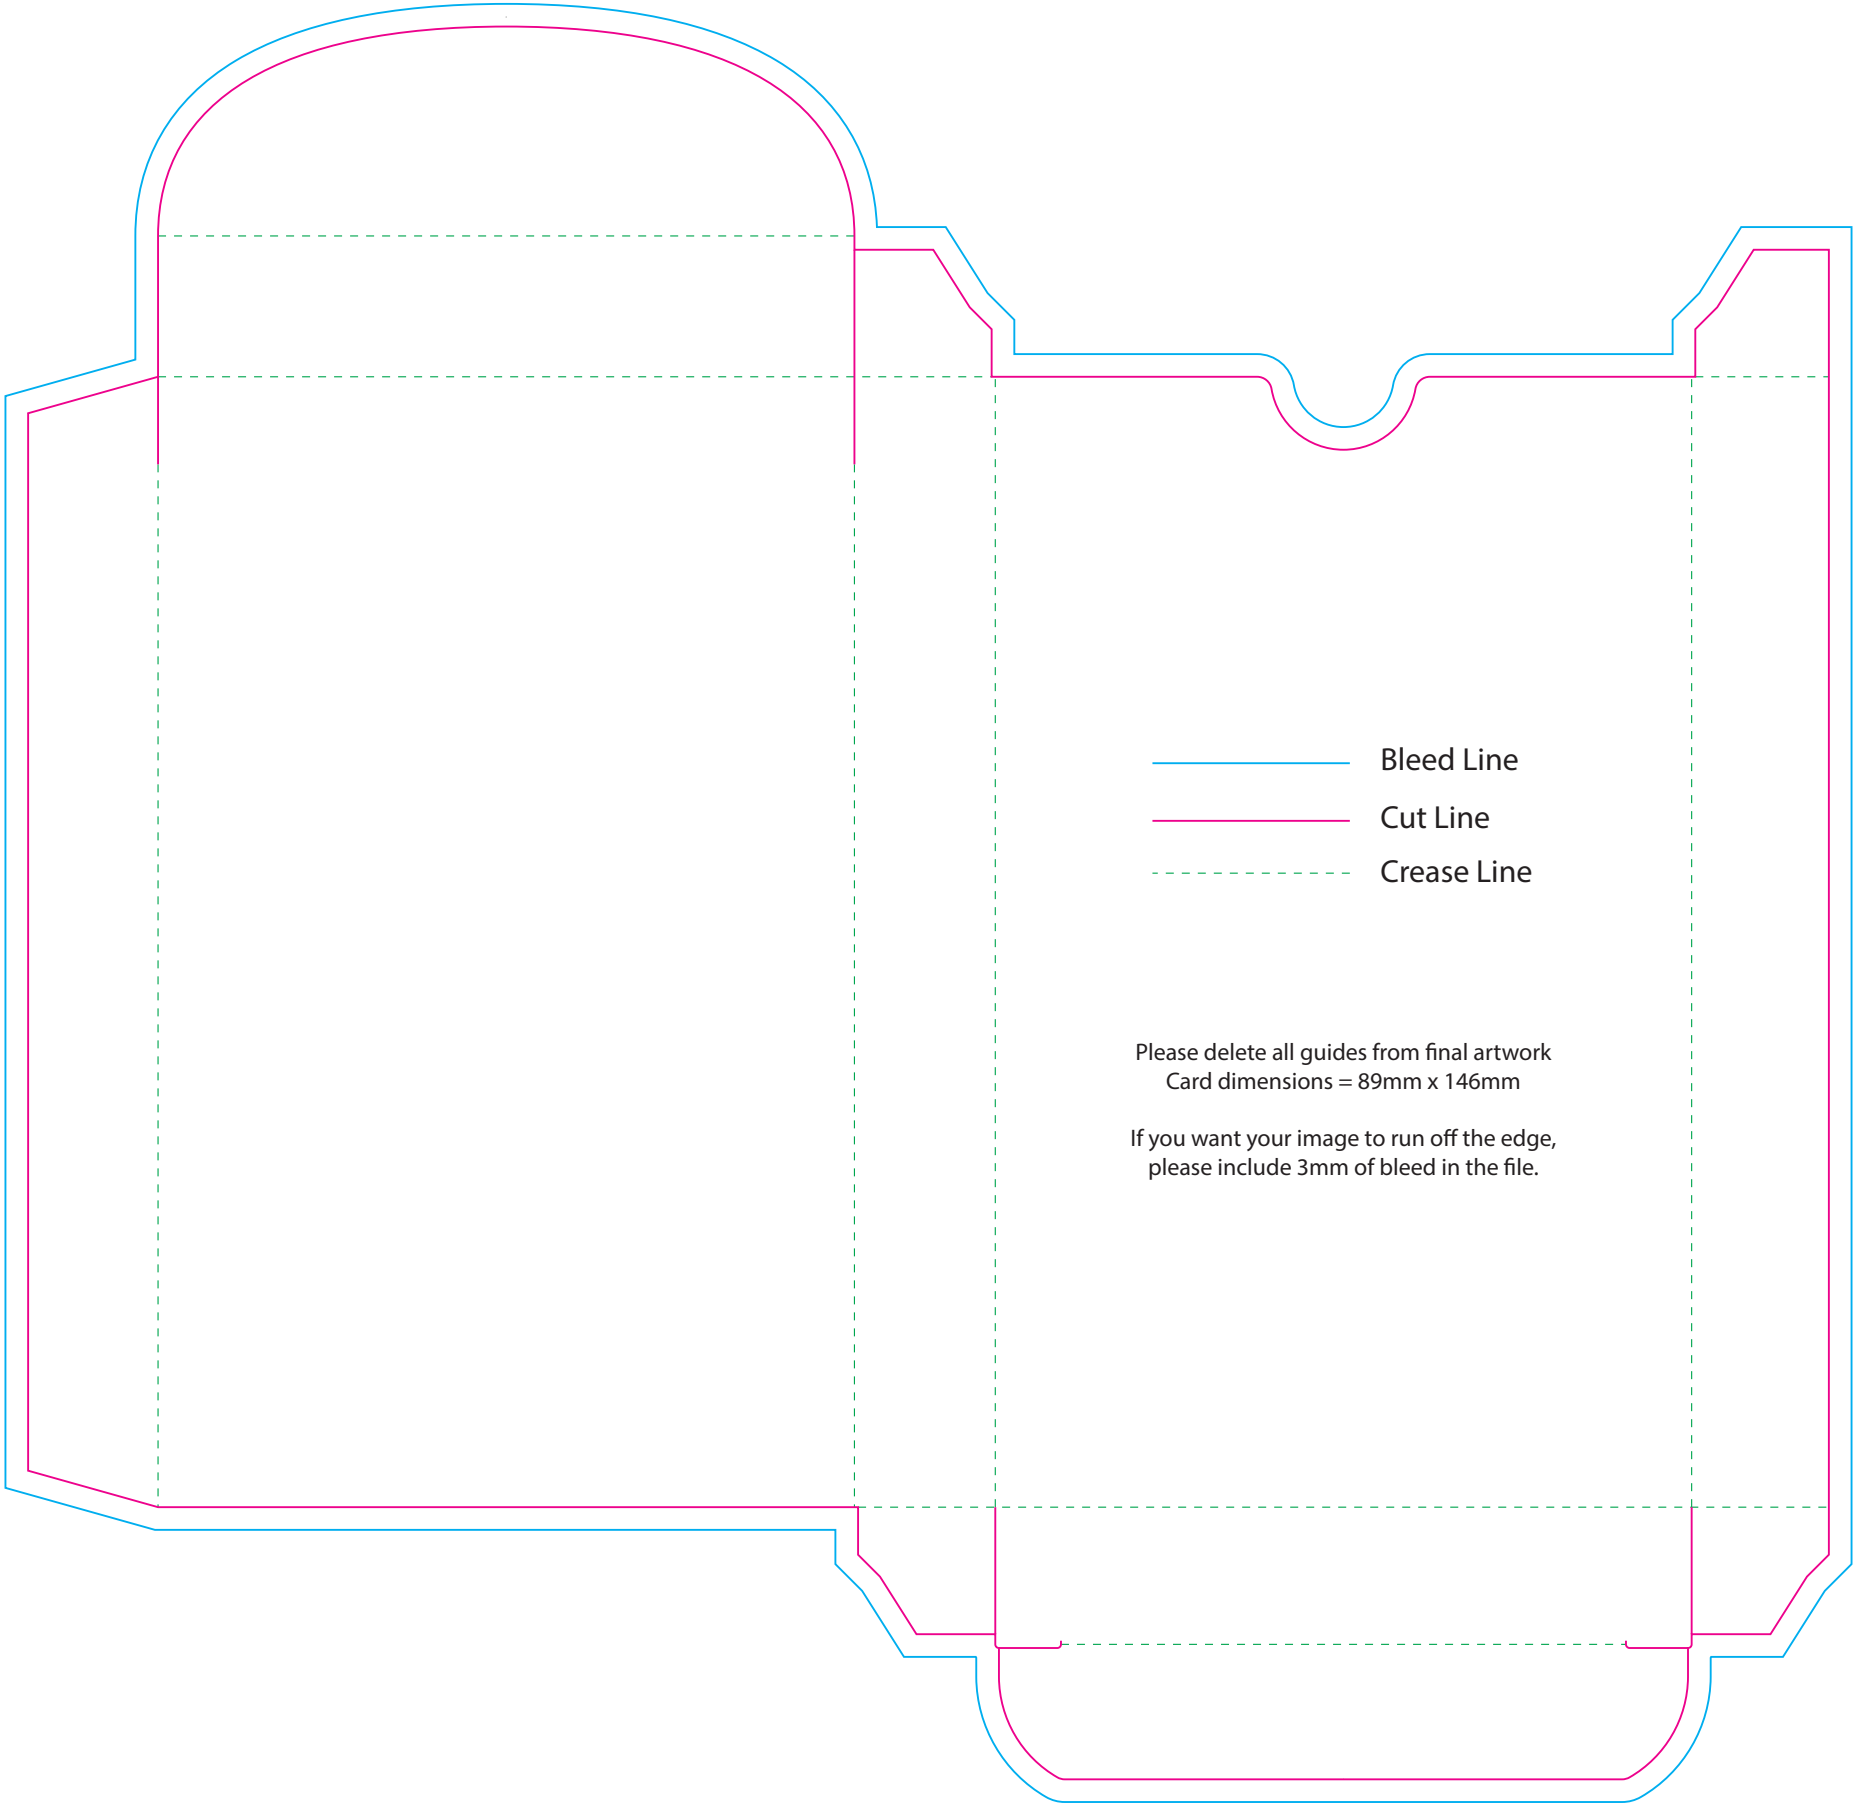 Bleed Line
Cut Line
Crease Line
Please delete all guides from final artwork
Card dimensions = 89mm x 146mm
If you want your image to run off the edge,
please include 3mm of bleed in the file.